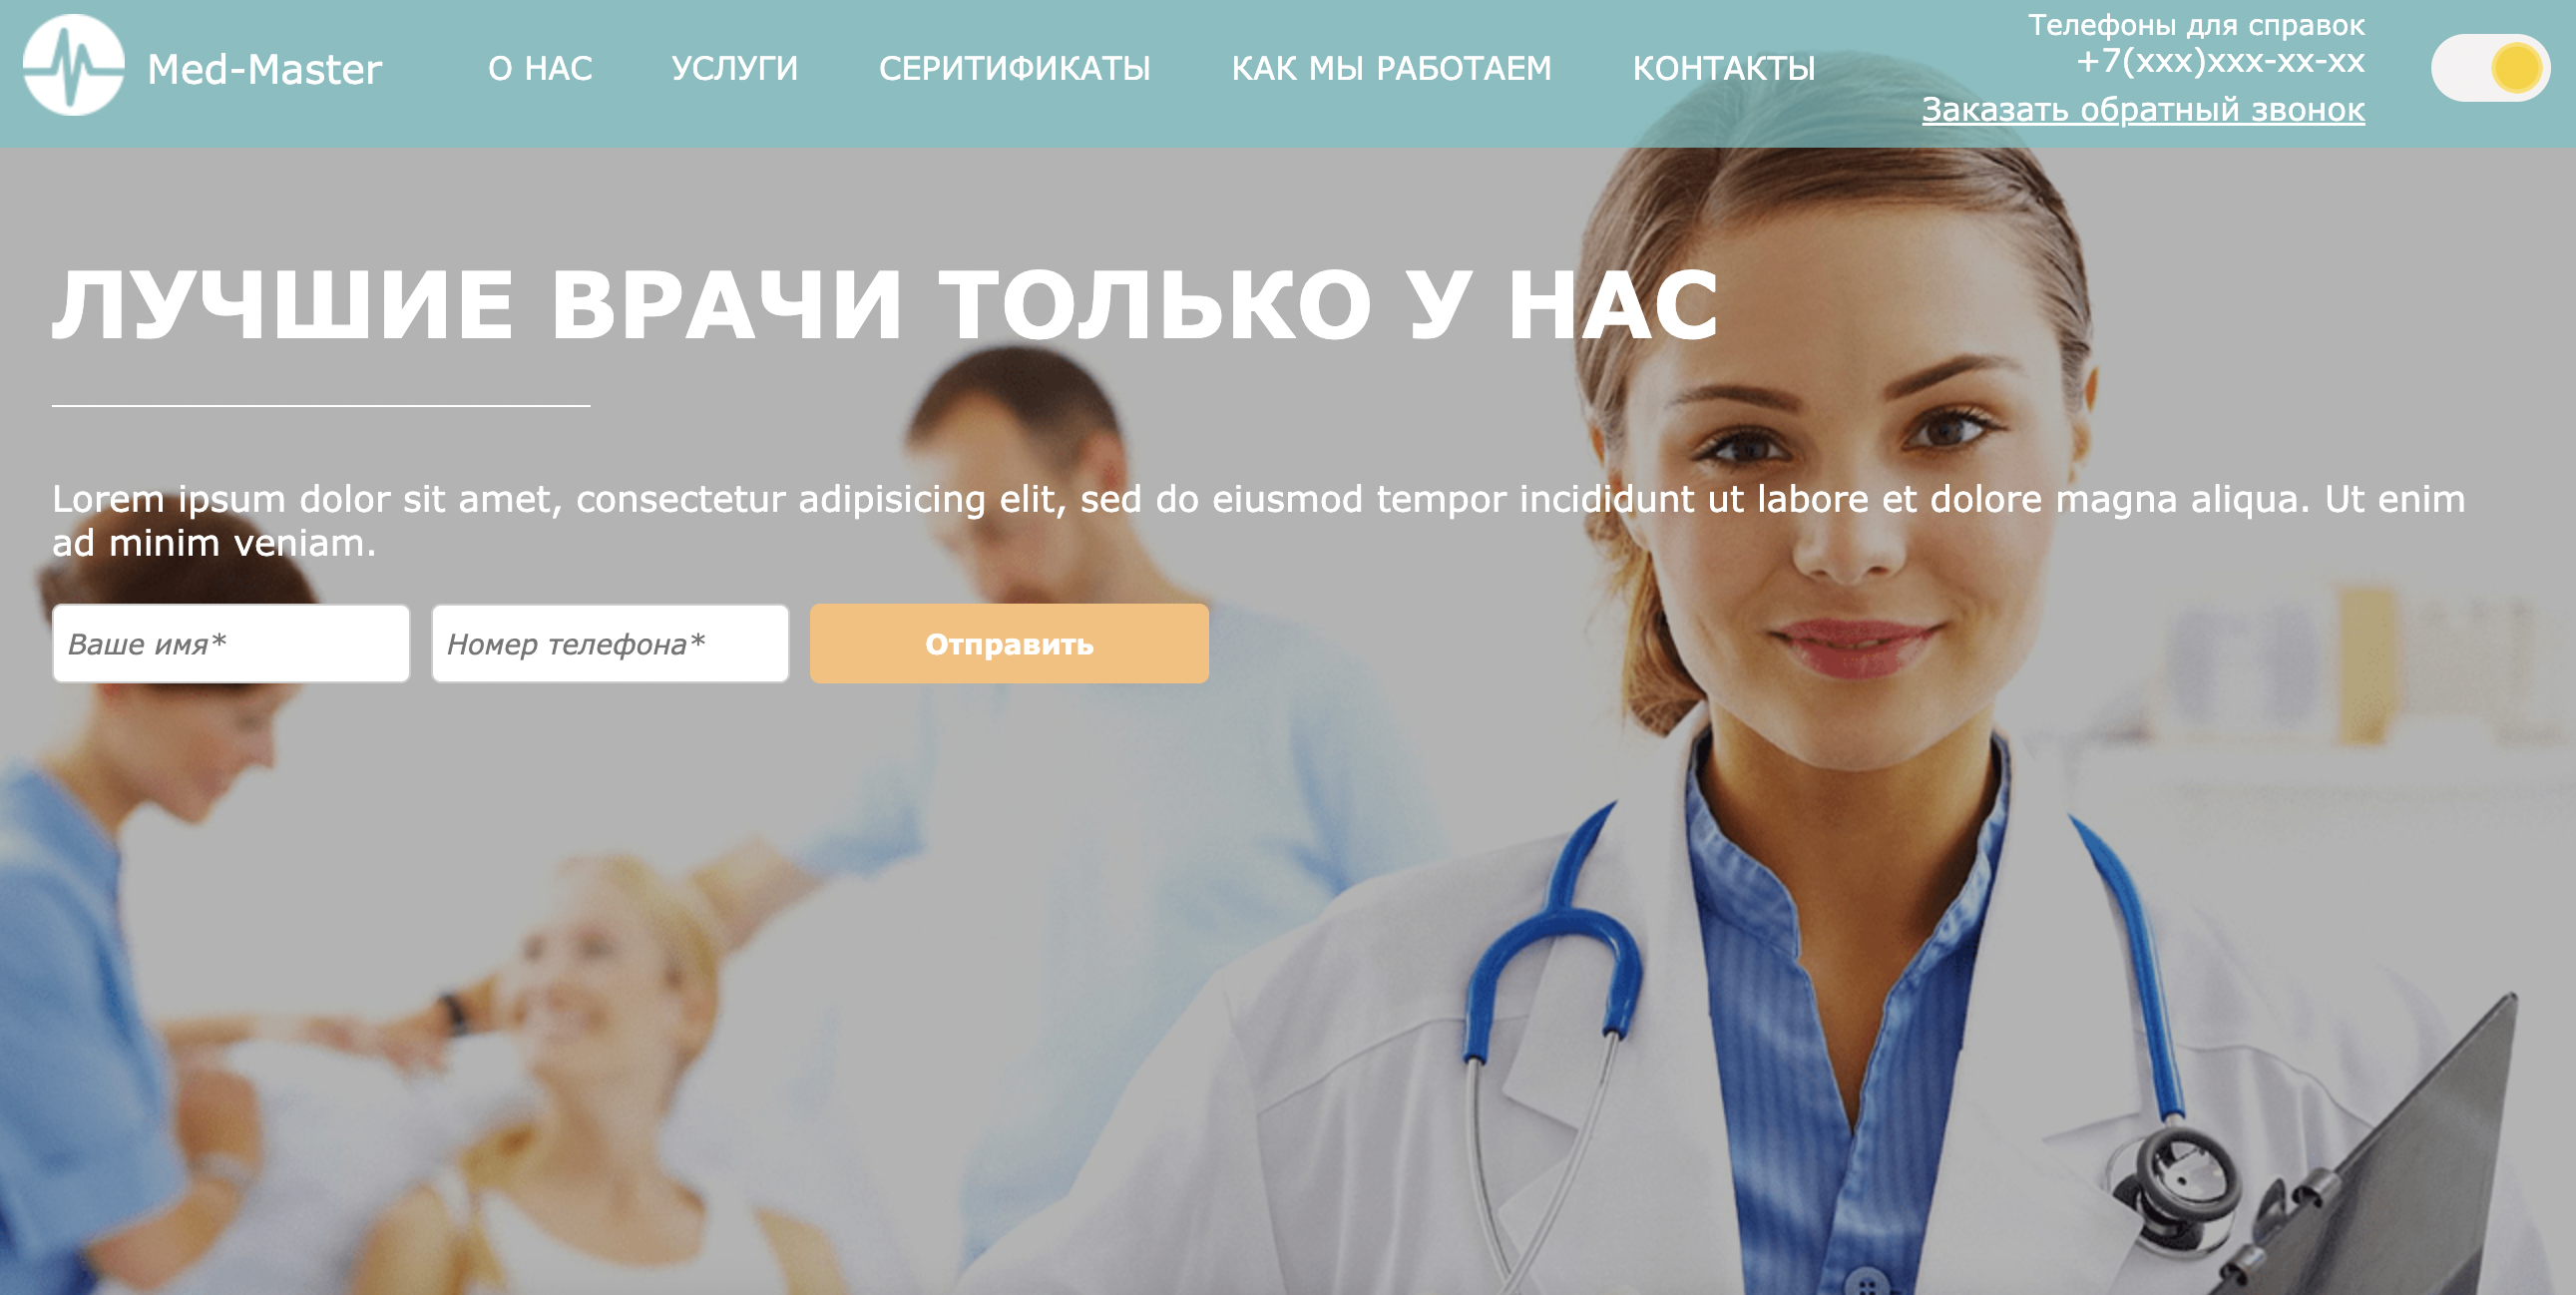 Med-Master
О НАС
УСЛУГИ
СЕРИТИФИКАТЫ
КАК МЫ РАБОТАЕМ
КОНТАКТЫ
Телефоны для справок
+7(xxx)xxx-xx-xx
Заказать обратный звонок
ЛУЧШИЕ ВРАЧИ ТОЛЬКО У НАС
Lorem ipsum dolor sit amet, consectetur adipisicing elit, sed do eiusmod tempor incididunt ut labore et dolore magna aliqua. Ut enim
ad minim veniam.
Ваше имя*
Номер телефона*
Отправить